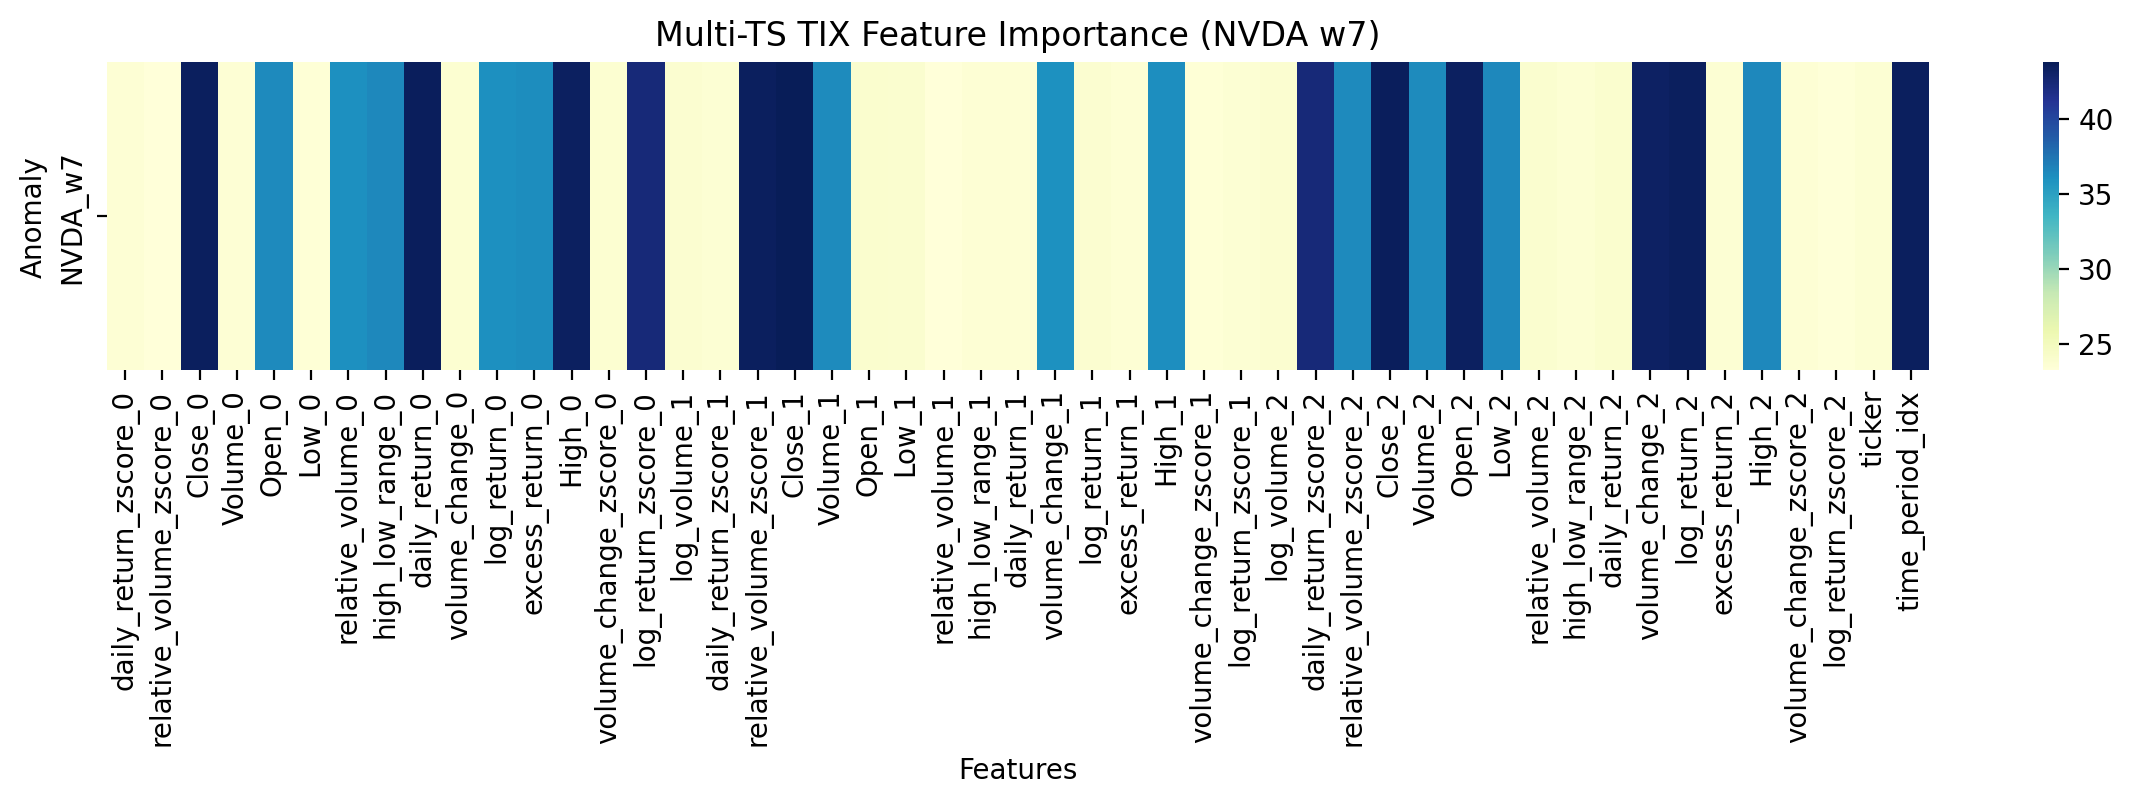 Multi-TS TIX Feature Importance (NVDA w7)
Anomaly
NVDA_w7
40
35
30
25
daily_return_zscore_0
relative_volume_zscore_0
Close_0
Volume_0
Open_0
Low_0
relative_volume_0
high_low_range_0
daily_return_0
volume_change_0
log_return_0
excess_return_0
High_0
volume_change_zscore_0
log_return_zscore_0
log_volume_1
daily_return_zscore_1
relative_volume_zscore_1
Close_1
Volume_1
Open_1
Low_1
relative_volume_1
high_low_range_1
daily_return_1
volume_change_1
log_return_1
excess_return_1
High_1
volume_change_zscore_1
log_return_zscore_1
log_volume_2
daily_return_zscore_2
relative_volume_zscore_2
Close_2
Volume_2
Open_2
Low_2
relative_volume_2
high_low_range_2
daily_return_2
volume_change_2
log_return_2
excess_return_2
High_2
volume_change_zscore_2
log_return_zscore_2
ticker
time_period_idx
Features